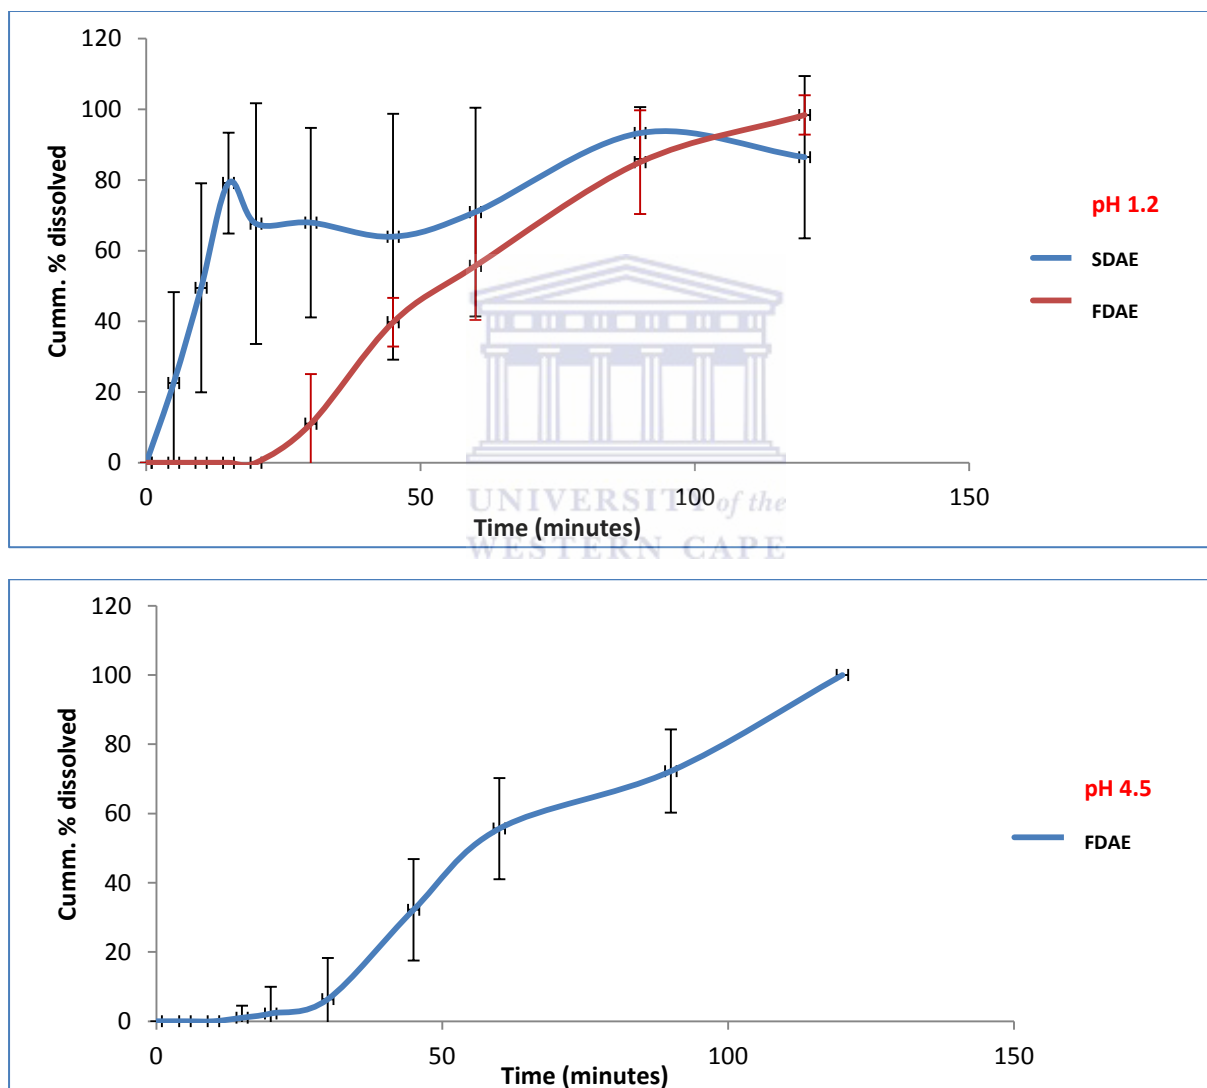 120
100
80
60
40
20
0
Cumm. % dissolved
0
50
100
150
Time (minutes)
pH 1.2
SDAE
FDAE
UNIVERSITY of the
WESTERN CAPE
120
100
80
60
40
20
0
Cumm. % dissolved
0
50
100
150
Time (minutes)
pH 4.5
FDAE